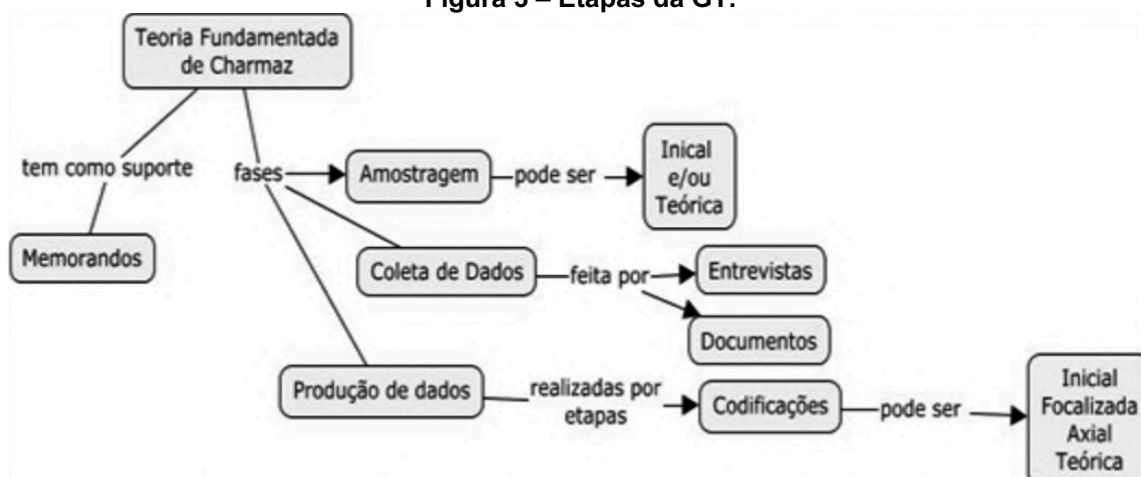 Figura 3 – Etapas da GT.
Teoria Fundamentada
de Charmaz
tem como suporte
fases
Amostragem
pode ser
Inical
e/ou
Teórica
Memorandos
Coleta de Dados
feita por
Entrevistas
Documentos
Produção de dados
realizadas por
etapas
Codificações
pode ser
Inicial
Focalizada
Axial
Teórica